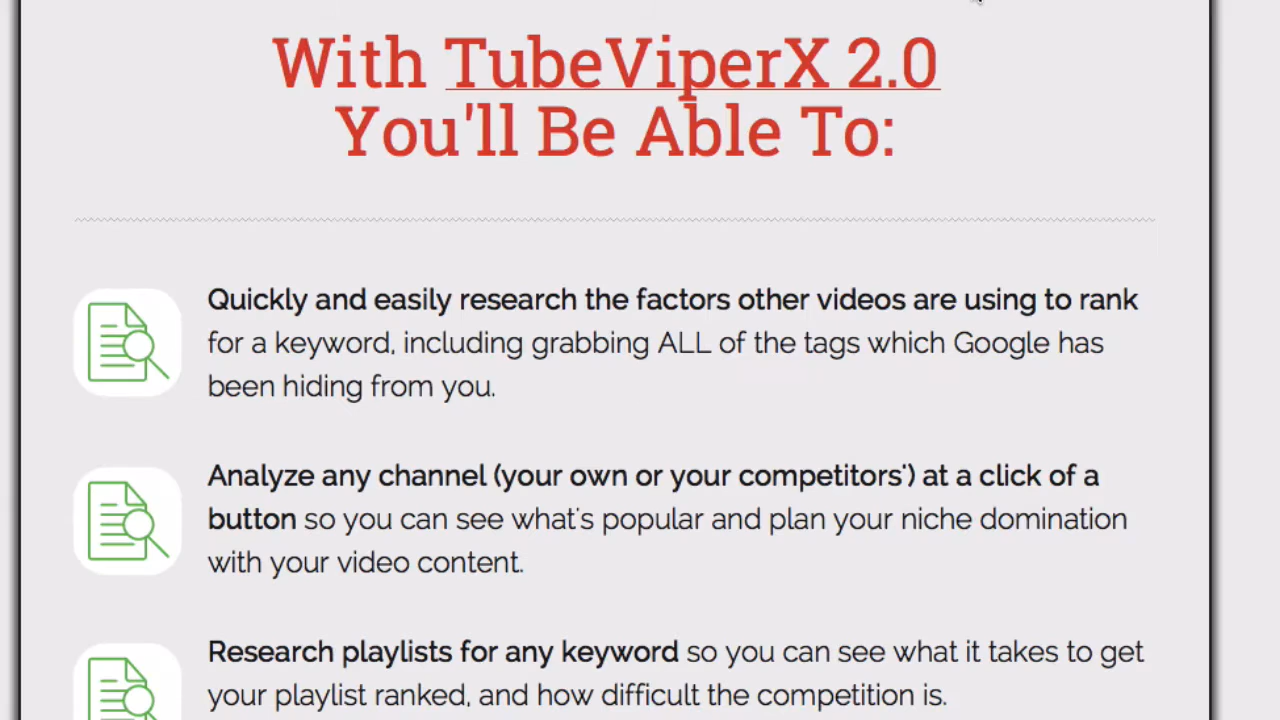 With TubeViperX 2.0
You'll Be Able To:
Quickly and easily research the factors other videos are using to rank
for a keyword, including grabbing ALL of the tags which Google has
been hiding from you.
Analyze any channel (your own or your competitors') at a click of a
button so you can see what's popular and plan your niche domination
with your video content.
Research playlists for any keyword so you can see what it takes to get
your playlist ranked, and how difficult the competition is.